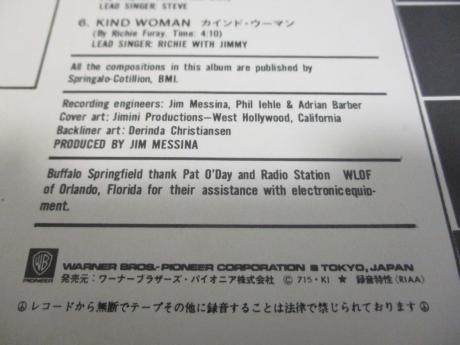 LEAD SINGER: STEVE
6. KIND WOMAN カインド・ウーマン
(By Richie Furay. Time: 4:10)
LEAD SINGER: RICHIE WITH JIMMY
All the compositions in this album are published by
Springalo-Cotillion, BMI.
Recording engineers: Jim Messina, Phil Iehle & Adrian Barber
Cover art: Jimini Productions—West Hollywood, California
Backliner art: Derinda Christiansen
PRODUCED BY JIM MESSINA
Buffalo Springfield thank Pat O'Day and Radio Station WLOF
of Orlando, Florida for their assistance with electronicequip-
ment.
WB
PIONEER
WARNER BROS.-PIONEER CORPORATION ■ TOKYO, JAPAN
発売元：ワーナーブラザーズ・パイオニア株式会社 Ⓒ 715・KI ★ 録音特性(RIAA)
レコードから無断でテープその他に録音することは法律で禁じられております